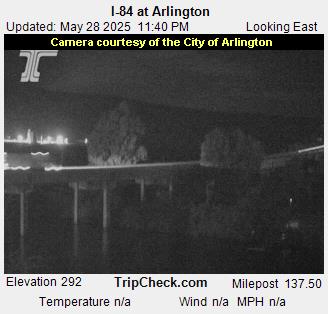 I-84 at Arlington
Updated: May 28 2025 11:40 PM Looking East
Camera courtesy of the City of Arlington
Elevation 292 TripCheck.com Milepost 137.50
Temperature n/a Wind n/a MPH n/a